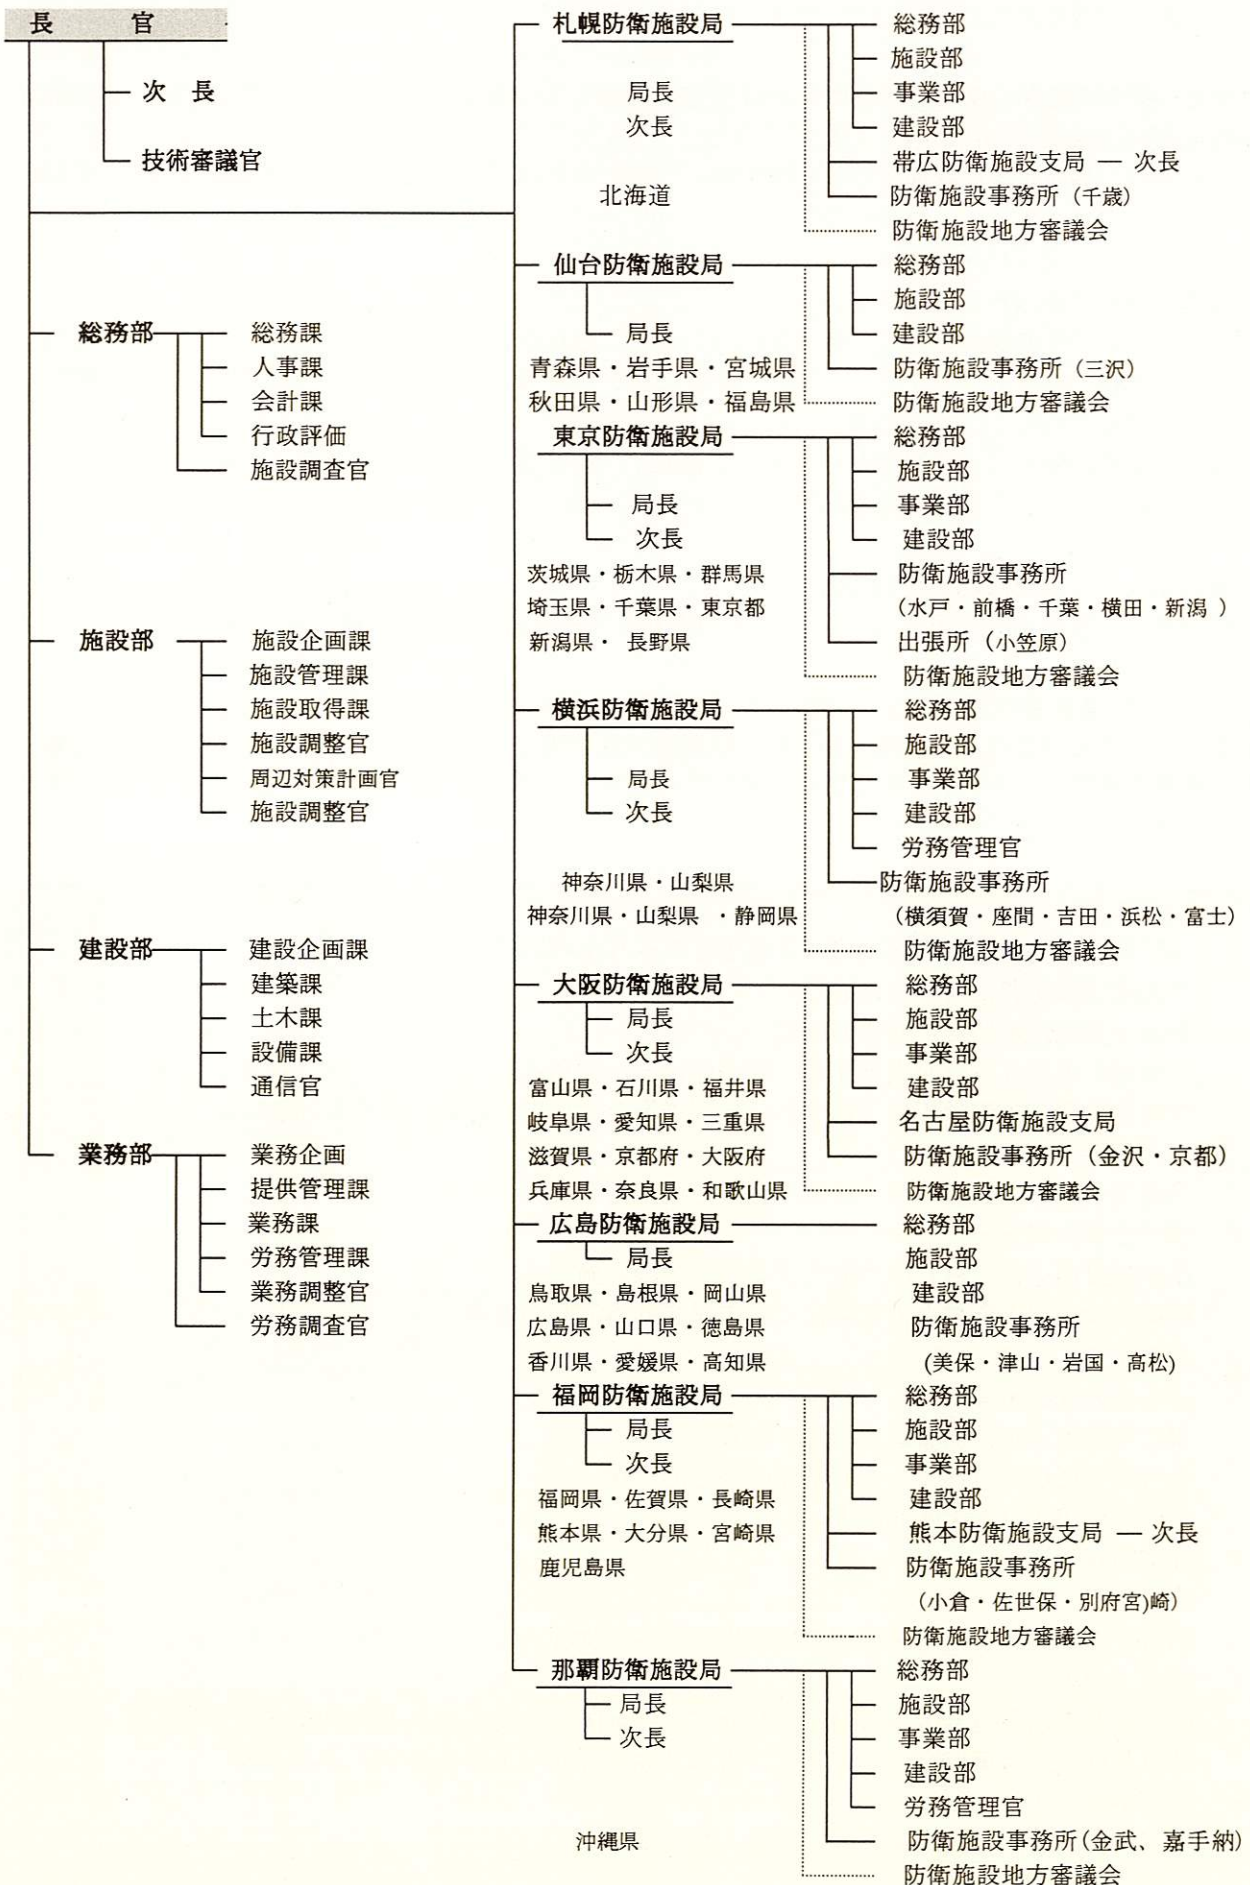 長 官
次 長
技術審議官
総務部
総務課
人事課
会計課
行政評価
施設調査官
施設部
施設企画課
施設管理課
施設取得課
施設調整官
周辺対策計画官
施設調整官
建設部
建設企画課
建築課
土木課
設備課
通信官
業務部
業務企画
提供管理課
業務課
労務管理課
業務調整官
労務調査官
札幌防衛施設局
局長
次長
北海道
総務部
施設部
事業部
建設部
帯広防衛施設支局 — 次長
防衛施設事務所（千歳）
防衛施設地方審議会
仙台防衛施設局
局長
青森県・岩手県・宮城県
秋田県・山形県・福島県
総務部
施設部
建設部
防衛施設事務所（三沢）
防衛施設地方審議会
東京防衛施設局
局長
次長
茨城県・栃木県・群馬県
埼玉県・千葉県・東京都
新潟県・ 長野県
総務部
施設部
事業部
建設部
防衛施設事務所
（水戸・前橋・千葉・横田・新潟 ）
出張所（小笠原）
防衛施設地方審議会
横浜防衛施設局
局長
次長
神奈川県・山梨県
神奈川県・山梨県 ・静岡県
総務部
施設部
事業部
建設部
労務管理官
防衛施設事務所
（横須賀・座間・吉田・浜松・富士）
防衛施設地方審議会
大阪防衛施設局
局長
次長
富山県・石川県・福井県
岐阜県・愛知県・三重県
滋賀県・京都府・大阪府
兵庫県・奈良県・和歌山県
総務部
施設部
事業部
建設部
名古屋防衛施設支局
防衛施設事務所（金沢・京都）
防衛施設地方審議会
広島防衛施設局
局長
鳥取県・島根県・岡山県
広島県・山口県・徳島県
香川県・愛媛県・高知県
総務部
施設部
建設部
防衛施設事務所
(美保・津山・岩国・高松)
福岡防衛施設局
局長
次長
福岡県・佐賀県・長崎県
熊本県・大分県・宮崎県
鹿児島県
総務部
施設部
事業部
建設部
熊本防衛施設支局 — 次長
防衛施設事務所
（小倉・佐世保・別府宮)崎）
防衛施設地方審議会
那覇防衛施設局
局長
次長
沖縄県
総務部
施設部
事業部
建設部
労務管理官
防衛施設事務所(金武、嘉手納)
防衛施設地方審議会